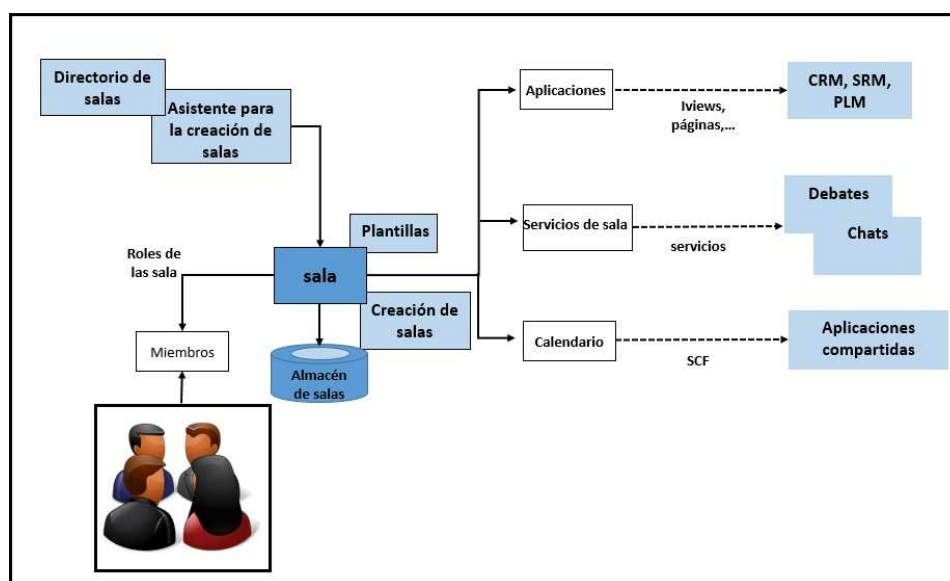 Directorio de
salas
Asistente para
la creación de
salas
Plantillas
sala
Creación de
salas
Almacén
de salas
Roles de
las sala
Miembros
Aplicaciones
Iviews,
páginas,...
CRM, SRM,
PLM
Servicios de sala
servicios
Debates
Chats
Calendario
SCF
Aplicaciones
compartidas